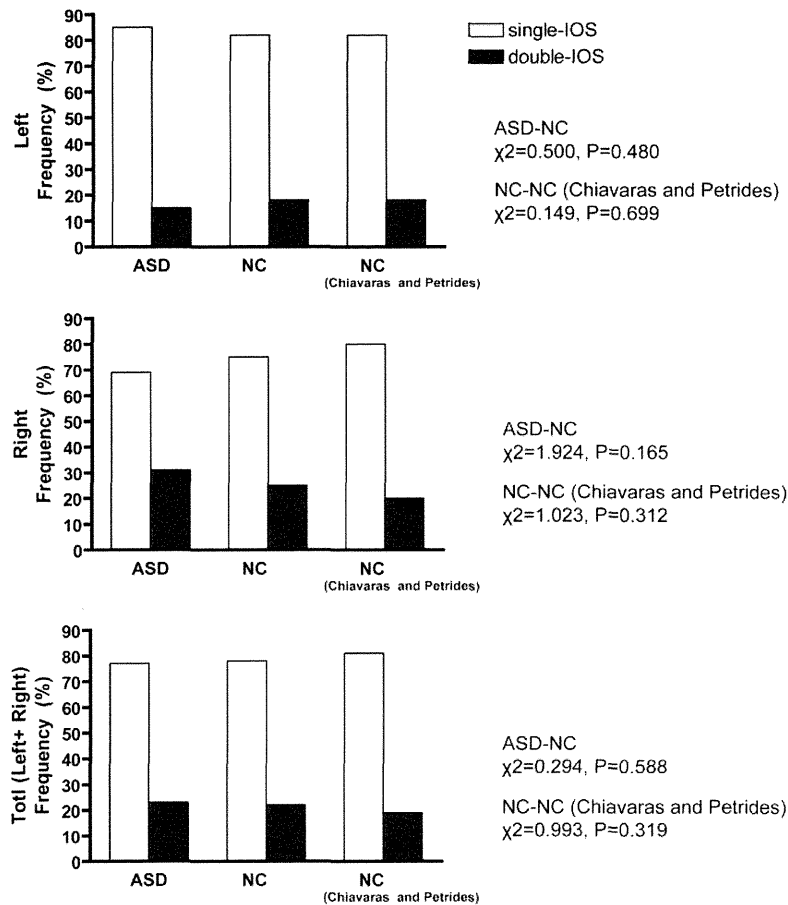 90
80
70
60
50
40
30
20
10
0
Left
Frequency (%)
ASD
NC
NC
(Chiavaras and Petrides)
single-IOS
double-IOS
ASD-NC
χ2=0.500, P=0.480
NC-NC (Chiavaras and Petrides)
χ2=0.149, P=0.699
90
80
70
60
50
40
30
20
10
0
Right
Frequency (%)
ASD
NC
NC
(Chiavaras and Petrides)
ASD-NC
χ2=1.924, P=0.165
NC-NC (Chiavaras and Petrides)
χ2=1.023, P=0.312
90
80
70
60
50
40
30
20
10
0
Totl (Left+ Right)
Frequency (%)
ASD
NC
NC
(Chiavaras and Petrides)
ASD-NC
χ2=0.294, P=0.588
NC-NC (Chiavaras and Petrides)
χ2=0.993, P=0.319